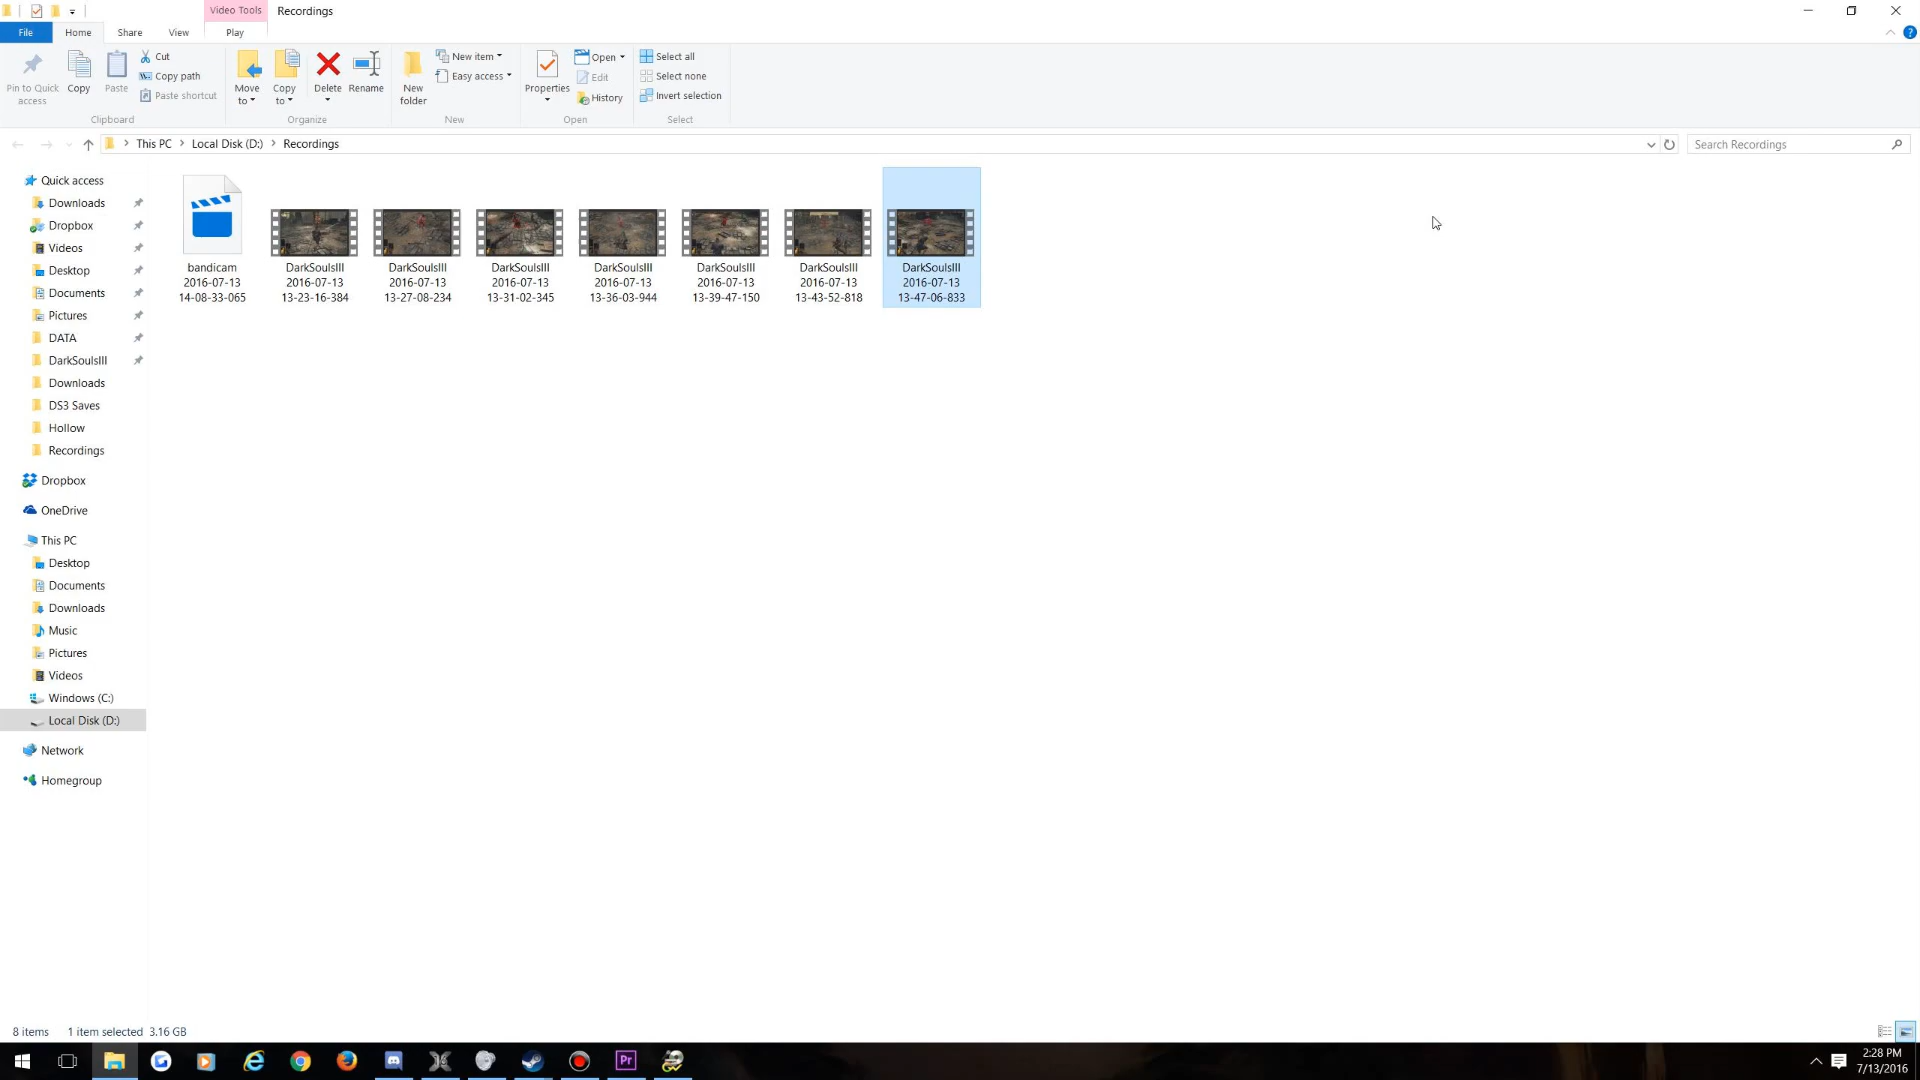 Video Tools
Recordings
File
Home
Share
View
Play
Pin to Quick
access
Copy
Paste
Cut
Copy path
Paste shortcut
Clipboard
Move
to
Copy
to
Delete
Rename
Organize
New
folder
New item
Easy access
New
Properties
Open
Edit
History
Open
Select all
Select none
Invert selection
Select
This PC
Local Disk (D:)
Recordings
Search Recordings
Quick access
Downloads
Dropbox
Videos
Desktop
Documents
Pictures
DATA
DarkSoulsIII
Downloads
DS3 Saves
Hollow
Recordings
Dropbox
OneDrive
This PC
Desktop
Documents
Downloads
Music
Pictures
Videos
Windows (C:)
Local Disk (D:)
Network
Homegroup
bandicam
2016-07-13
14-08-33-065
DarkSoulsIII
2016-07-13
13-23-16-384
DarkSoulsIII
2016-07-13
13-27-08-234
DarkSoulsIII
2016-07-13
13-31-02-345
DarkSoulsIII
2016-07-13
13-36-03-944
DarkSoulsIII
2016-07-13
13-39-47-150
DarkSoulsIII
2016-07-13
13-43-52-818
DarkSoulsIII
2016-07-13
13-47-06-833
8 items
1 item selected 3.16 GB
Pr
2:28 PM
7/13/2016